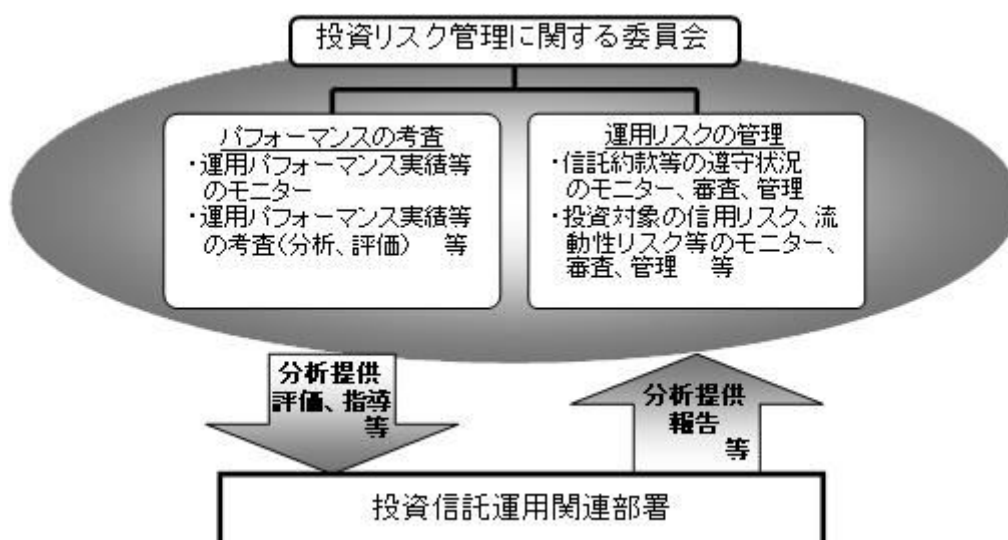 投資リスク管理に関する委員会
パフォーマンスの考査
・運用パフォーマンス実績等
のモニター
・運用パフォーマンス実績等
の考査(分析、評価) 等
運用リスクの管理
・信託約款等の遵守状況
のモニター、審査、管理
・投資対象の信用リスク、流
動性リスク等のモニター、
審査、管理 等
分析提供
評価、指導
等
分析提供
報告
等
投資信託運用関連部署